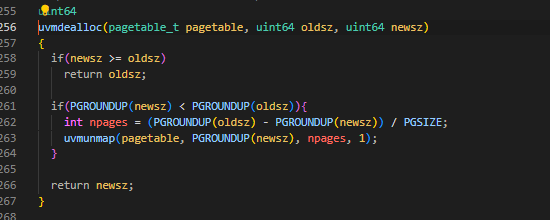 255 uint64
256 uvmdealloc(pagetable_t pagetable, uint64 oldsz, uint64 newsz)
257 {
258   if(newsz >= oldsz)
259     return oldsz;
260
261   if(PGROUNDUP(newsz) < PGROUNDUP(oldsz)){
262     int npages = (PGROUNDUP(oldsz) - PGROUNDUP(newsz)) / PGSIZE;
263     uvmunmap(pagetable, PGROUNDUP(newsz), npages, 1);
264   }
265
266   return newsz;
267 }
268